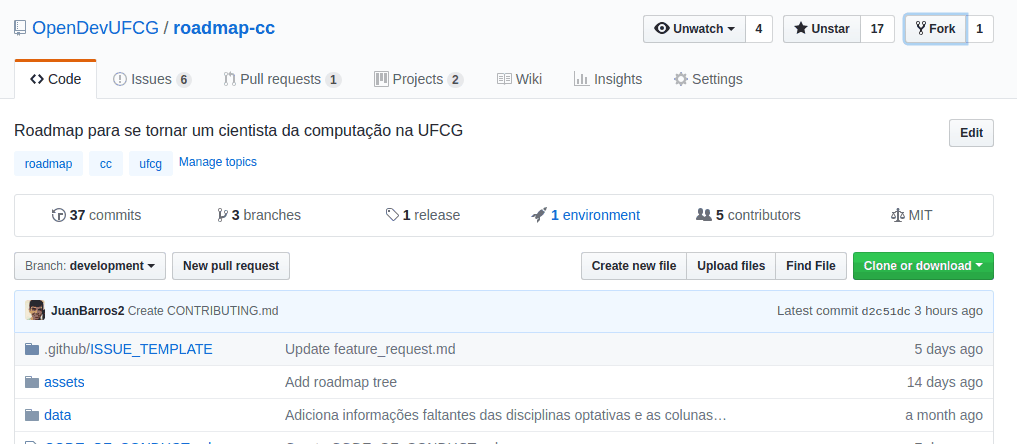 OpenDevUFCG / roadmap-cc
Unwatch 4 Unstar 17 Fork 1
Code Issues 6 Pull requests 1 Projects 2 Wiki Insights Settings
Roadmap para se tornar um cientista da computação na UFCG Edit
roadmap cc ufcg Manage topics
37 commits 3 branches 1 release 1 environment 5 contributors MIT
Branch: development New pull request Create new file Upload files Find File Clone or download
JuanBarros2 Create CONTRIBUTING.md Latest commit d2c51dc 3 hours ago
.github/ISSUE_TEMPLATE Update feature_request.md 5 days ago
assets Add roadmap tree 14 days ago
data Adiciona informações faltantes das disciplinas optativas e as colunas… a month ago